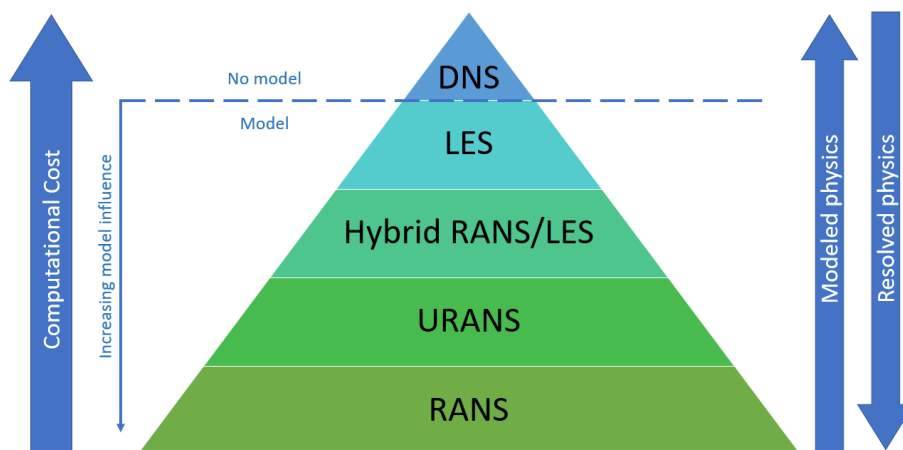 DNS
No model
Model
LES
Hybrid RANS/LES
URANS
RANS
Computational Cost
Increasing model influence
Modeled physics
Resolved physics